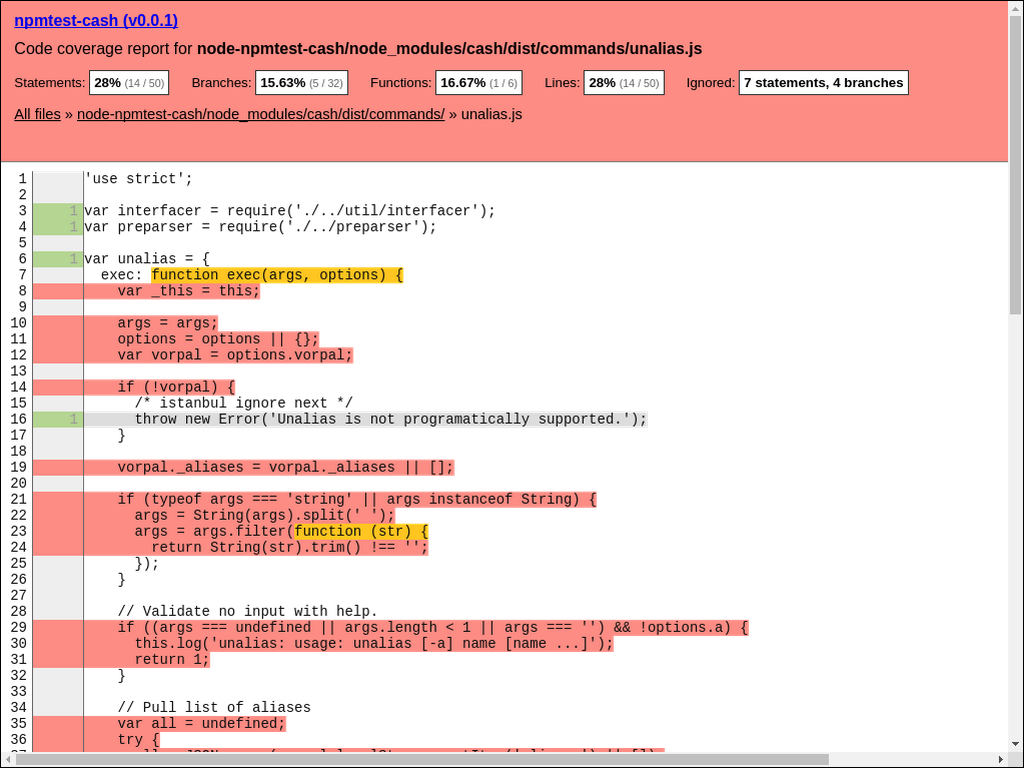 npmtest-cash (v0.0.1)
Code coverage report for node-npmtest-cash/node_modules/cash/dist/commands/unalias.js
Statements: 28% (14 / 50) Branches: 15.63% (5 / 32) Functions: 16.67% (1 / 6) Lines: 28% (14 / 50) Ignored: 7 statements, 4 branches
All files » node-npmtest-cash/node_modules/cash/dist/commands/ » unalias.js
1 'use strict';
2
3 1 var interfacer = require('./../util/interfacer');
4 1 var preparser = require('./../preparser');
5
6 1 var unalias = {
7 exec: function exec(args, options) {
8 var _this = this;
9
10 args = args;
11 options = options || {};
12 var vorpal = options.vorpal;
13
14 if (!vorpal) {
15 /* istanbul ignore next */
16 1 throw new Error('Unalias is not programatically supported.');
17 }
18
19 vorpal._aliases = vorpal._aliases || [];
20
21 if (typeof args === 'string' || args instanceof String) {
22 args = String(args).split(' ');
23 args = args.filter(function (str) {
24 return String(str).trim() !== '';
25 });
26 }
27
28 // Validate no input with help.
29 if ((args === undefined || args.length < 1 || args === '') && !options.a) {
30 this.log('unalias: usage: unalias [-a] name [name ...]');
31 return 1;
32 }
33
34 // Pull list of aliases
35 var all = undefined;
36 try {